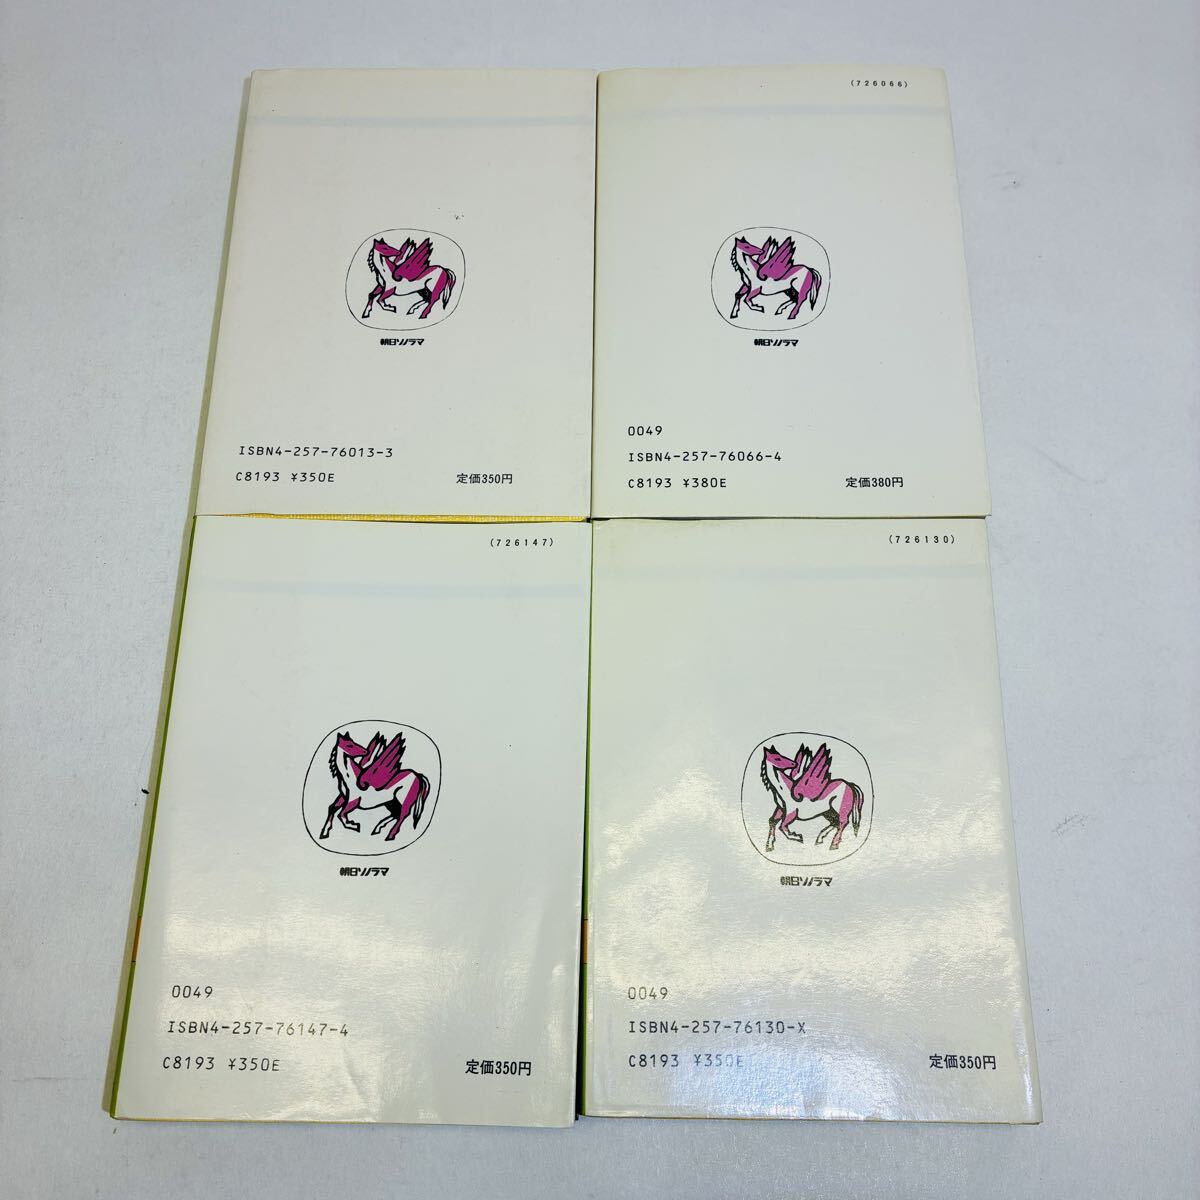 朝日ソノラマ
ISBN4-257-76013-3
C8193 ¥350E 定価350円
(726066)
朝日ソノラマ
0049
ISBN4-257-76066-4
C8193 ¥380E 定価380円
(726147)
朝日ソノラマ
0049
ISBN4-257-76147-4
C8193 ¥350E 定価350円
(726130)
朝日ソノラマ
0049
ISBN4-257-76130-X
C8193 ¥350E 定価350円